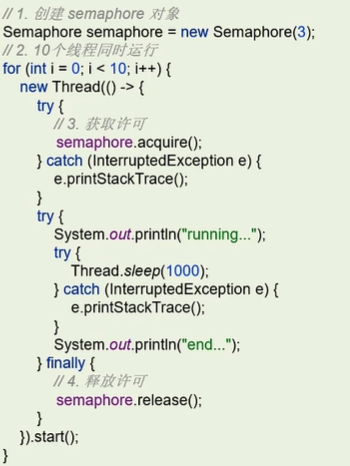 // 1. 创建 semaphore 对象
Semaphore semaphore = new Semaphore(3);
// 2. 10个线程同时运行
for (int i = 0; i < 10; i++) {
new Thread(() -> {
try {
// 3. 获取许可
semaphore.acquire();
} catch (InterruptedException e) {
e.printStackTrace();
}
try {
System.out.println("running...");
try {
Thread.sleep(1000);
} catch (InterruptedException e) {
e.printStackTrace();
}
System.out.println("end...");
} finally {
// 4. 释放许可
semaphore.release();
}
}).start();
}